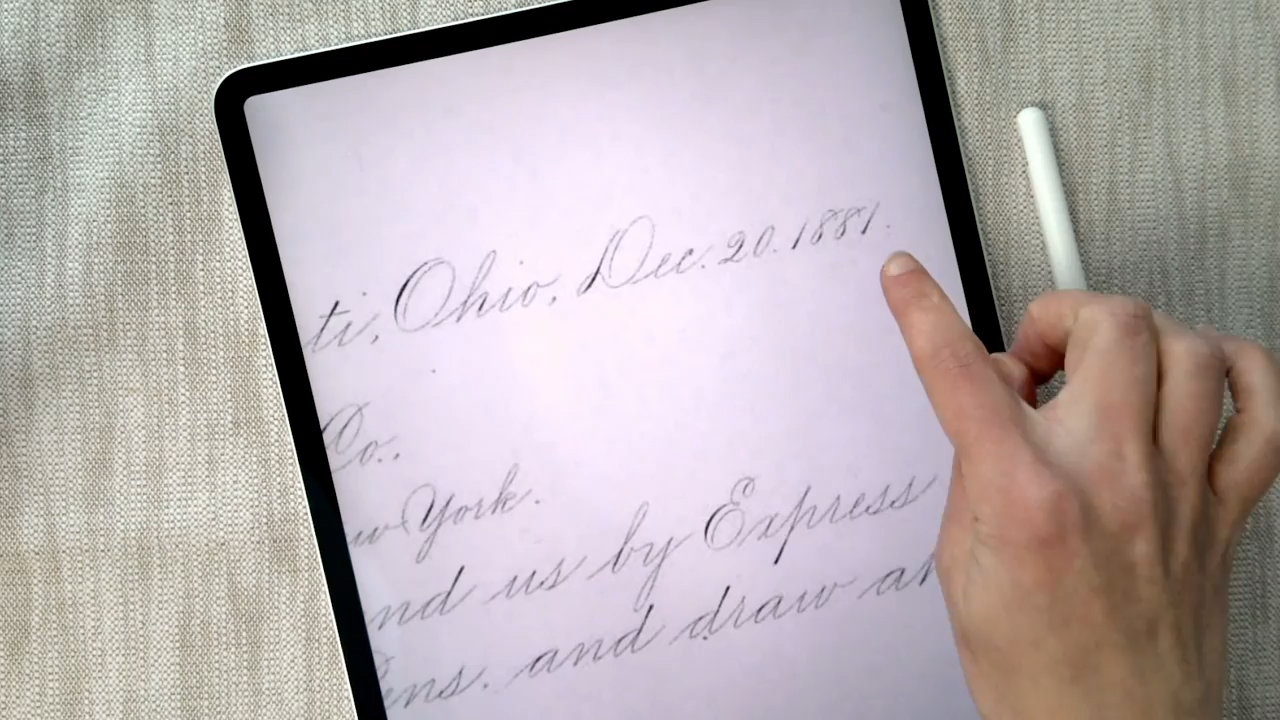 ti, Ohio, Dec. 20. 1881.
Co.,
w York.
nd us by Express
ens. and draw an